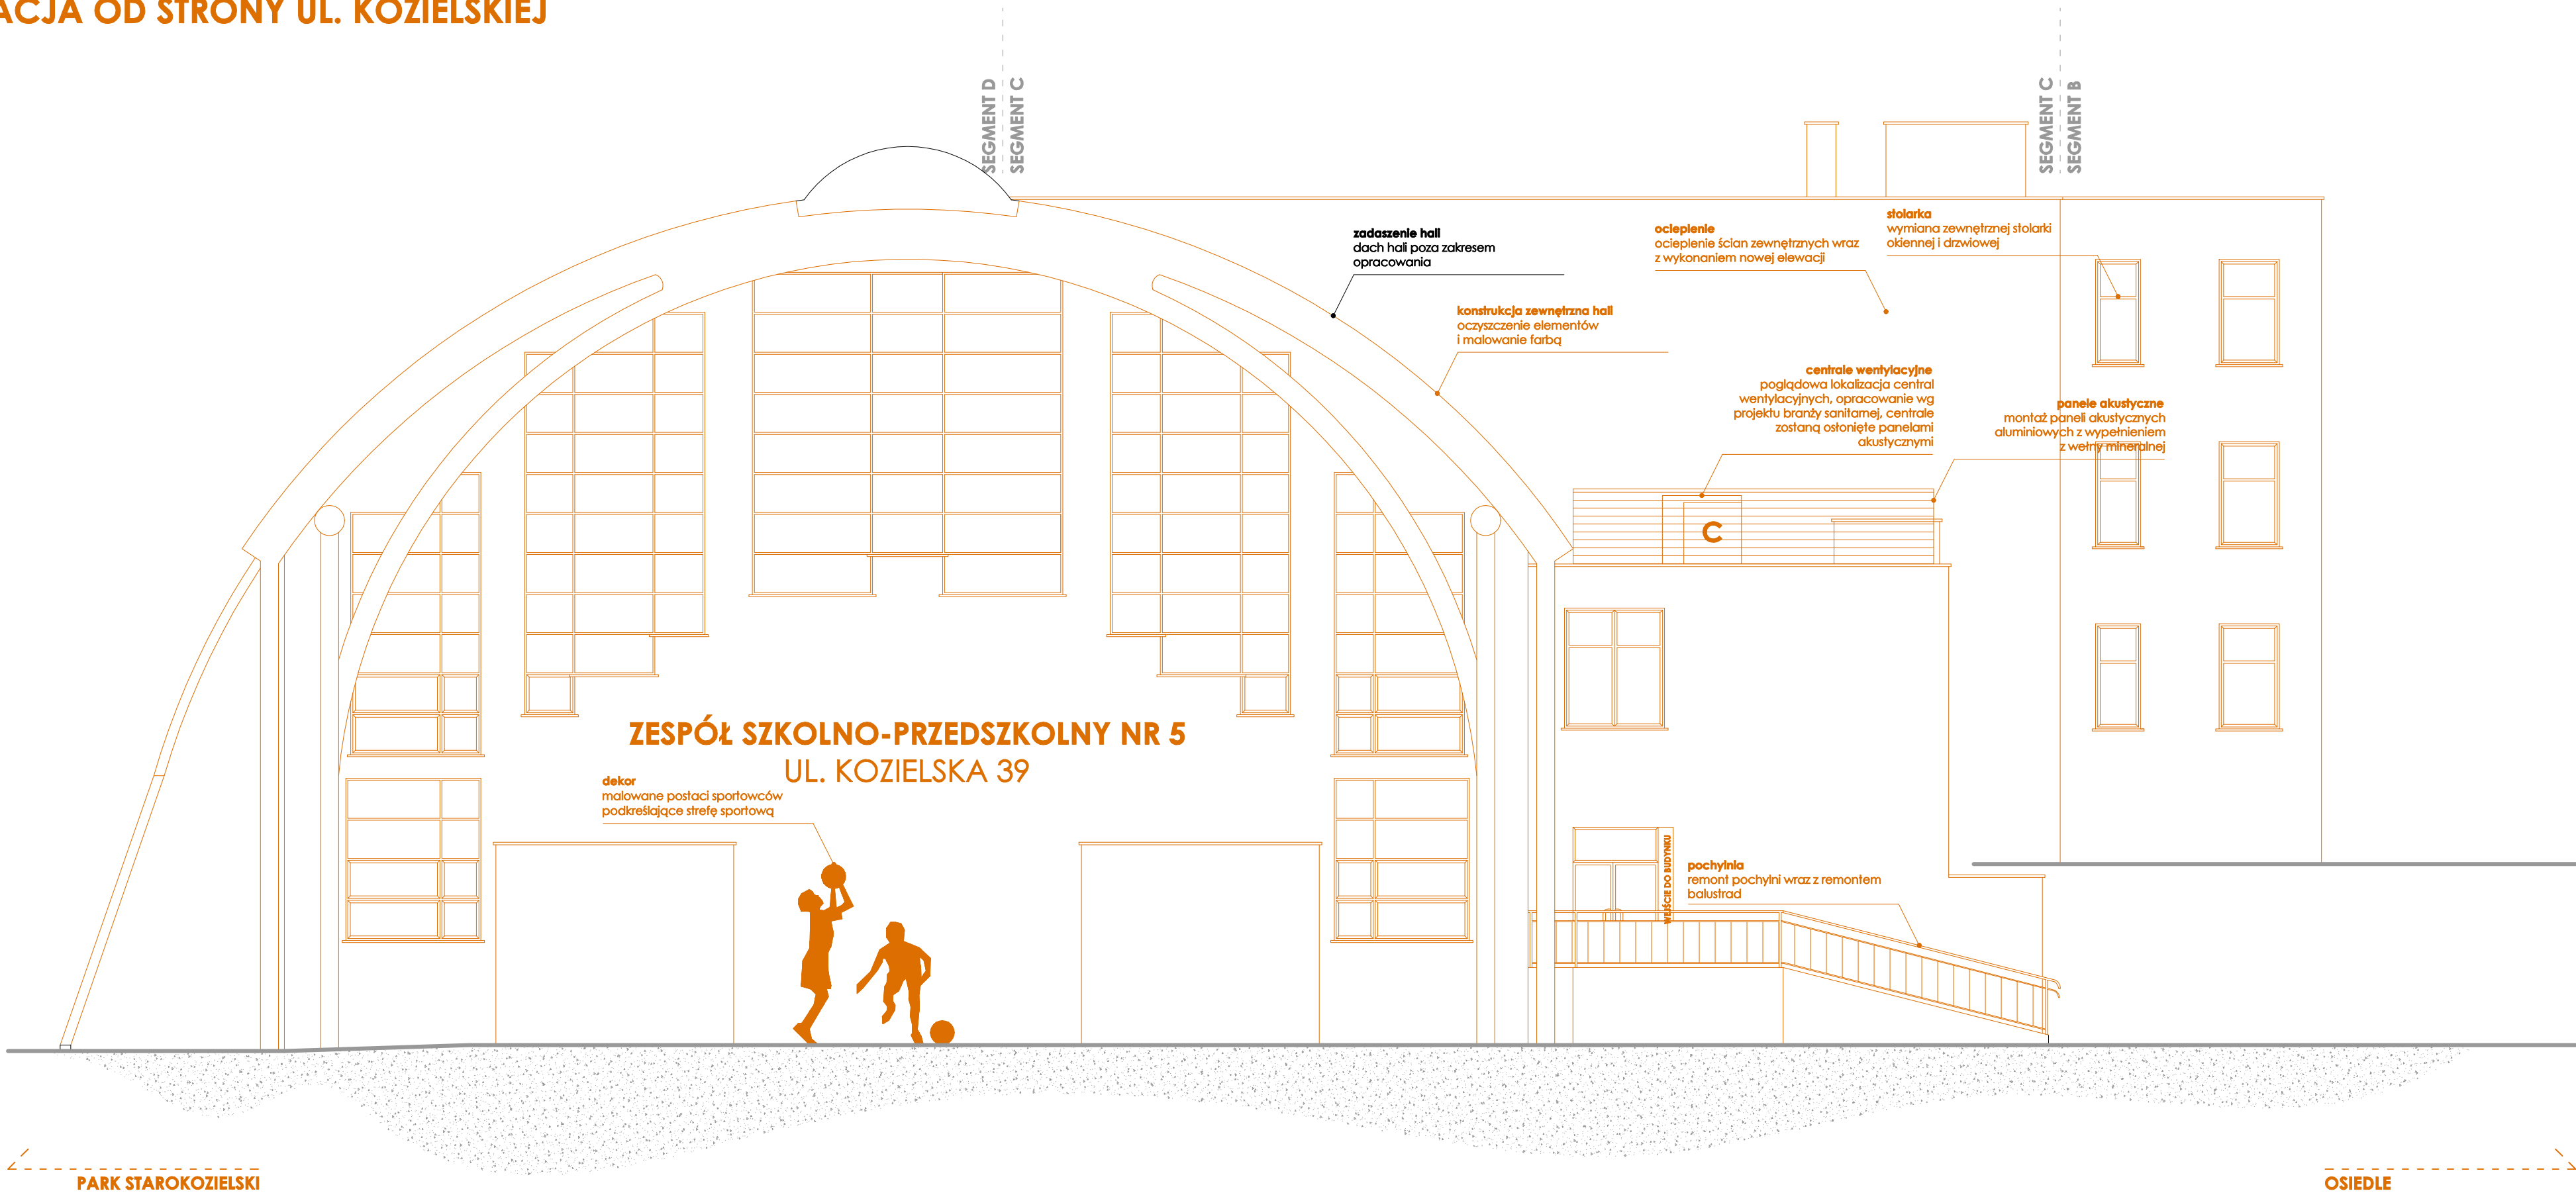 ACJA OD STRONY UL. KOZIELSKIEJ
SEGMENT D
SEGMENT C
SEGMENT C
SEGMENT B
zadaszenie hali
dach hali poza zakresem
opracowania
ocieplenie
ocieplenie ścian zewnętrznych wraz
z wykonaniem nowej elewacji
stolarka
wymiana zewnętrznej stolarki
okiennej i drzwiowej
konstrukcja zewnętrzna hali
oczyszczenie elementów
i malowanie farbą
centrale wentylacyjne
poglądowa lokalizacja central
wentylacyjnych, opracowanie wg
projektu branży sanitarnej, centrale
zostaną osłonięte panelami
akustycznymi
panele akustyczne
montaż paneli akustycznych
aluminiowych z wypełnieniem
z wełny mineralnej
C
ZESPÓŁ SZKOLNO-PRZEDSZKOLNY NR 5
UL. KOZIELSKA 39
dekor
malowane postaci sportowców
podkreślające strefę sportową
WEJŚCIE DO BUDYNKU
pochylnia
remont pochylni wraz z remontem
balustrad
PARK STAROKOZIELSKI
OSIEDLE